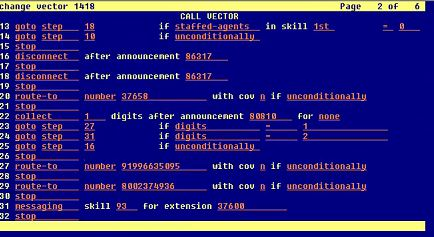 change vector 1418 Page 2 of 6
CALL VECTOR
13 goto step 18 if staffed-agents in skill 1st = 0
14 goto step 10 if unconditionally
15 stop
16 disconnect after announcement 86317
17 stop
18 disconnect after announcement 86317
19 stop
20 route-to number 37658 with cov n if unconditionally
21 stop
22 collect 1 digits after announcement 80810 for none
23 goto step 27 if digits = 1
24 goto step 31 if digits = 2
25 goto step 16 if unconditionally
26 stop
27 route-to number 91996635095 with cov n if unconditionally
28 stop
29 route-to number 8002374936 with cov n if unconditionally
30 stop
31 messaging skill 93 for extension 37600
32 stop